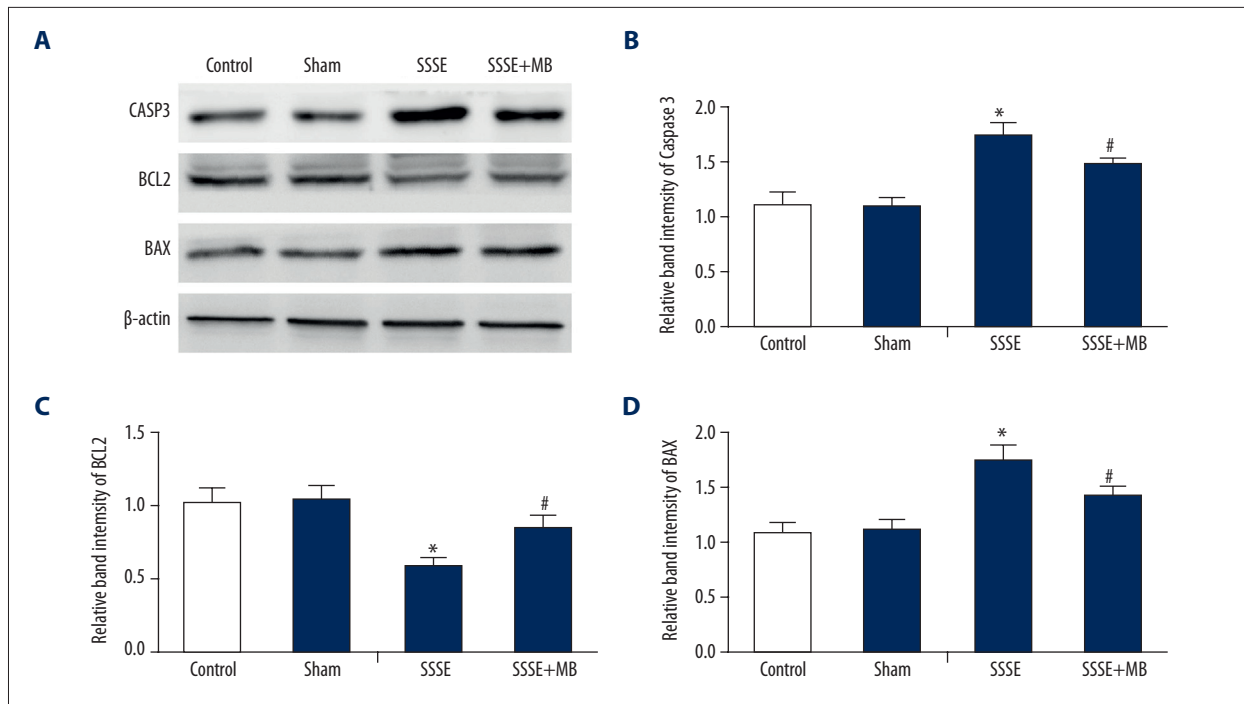 A
Control Sham SSSE SSSE+MB
CASP3
BCL2
BAX
β-actin
B
Relative band intemsity of Caspase 3
2.0
1.5
1.0
0.5
0.0
*
#
Control Sham SSSE SSSE+MB
C
Relative band intemsity of BCL2
1.5
1.0
0.5
0.0
*
#
Control Sham SSSE SSSE+MB
D
Relative band intemsity of BAX
2.0
1.5
1.0
0.5
0.0
*
#
Control Sham SSSE SSSE+MB